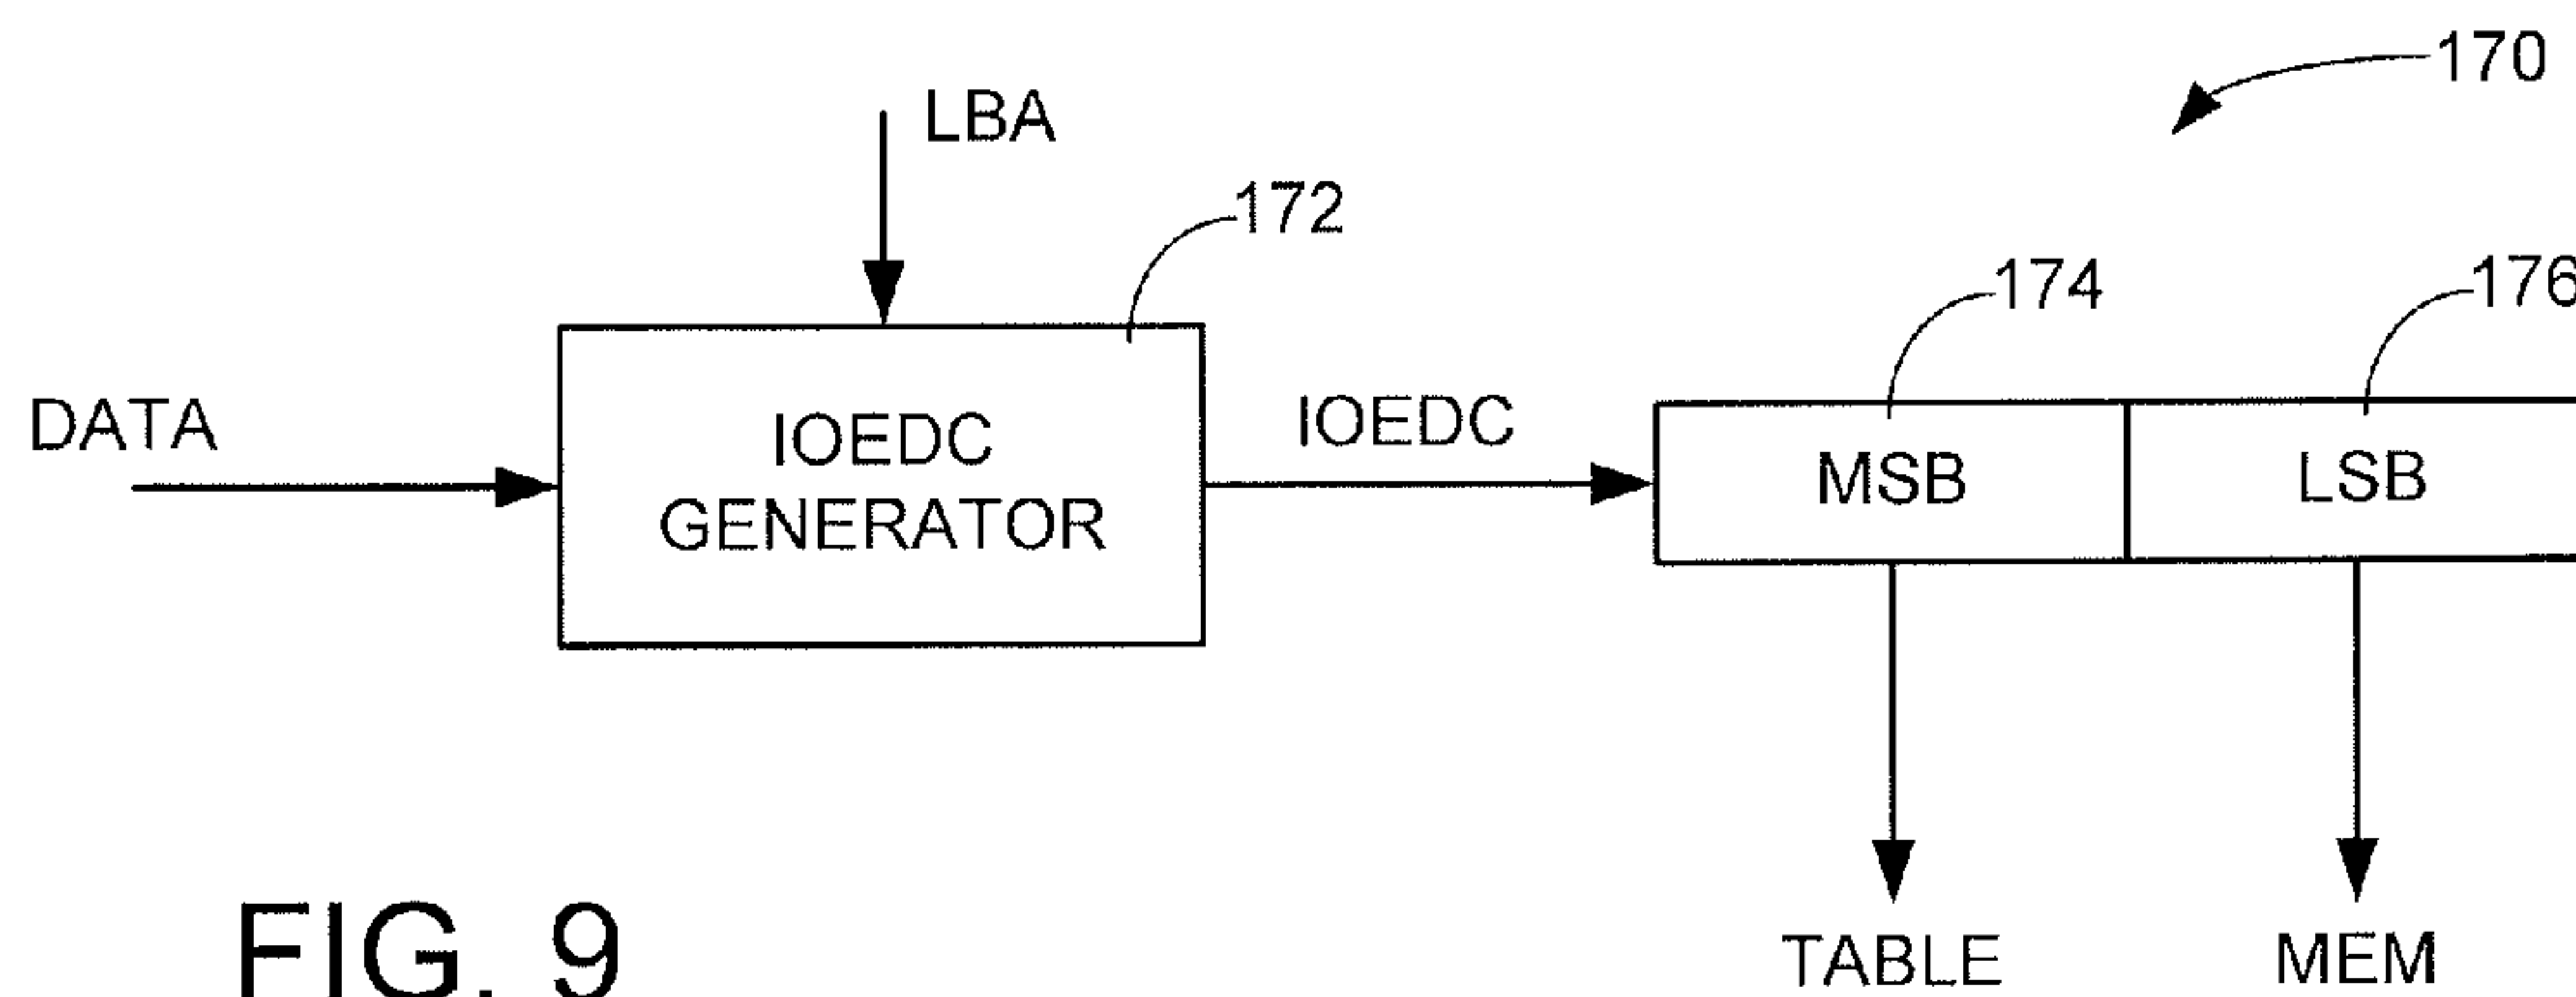 170
LBA
172
174
176
DATA
IOEDC
GENERATOR
IOEDC
MSB
LSB
TABLE
MEM
FIG. 9